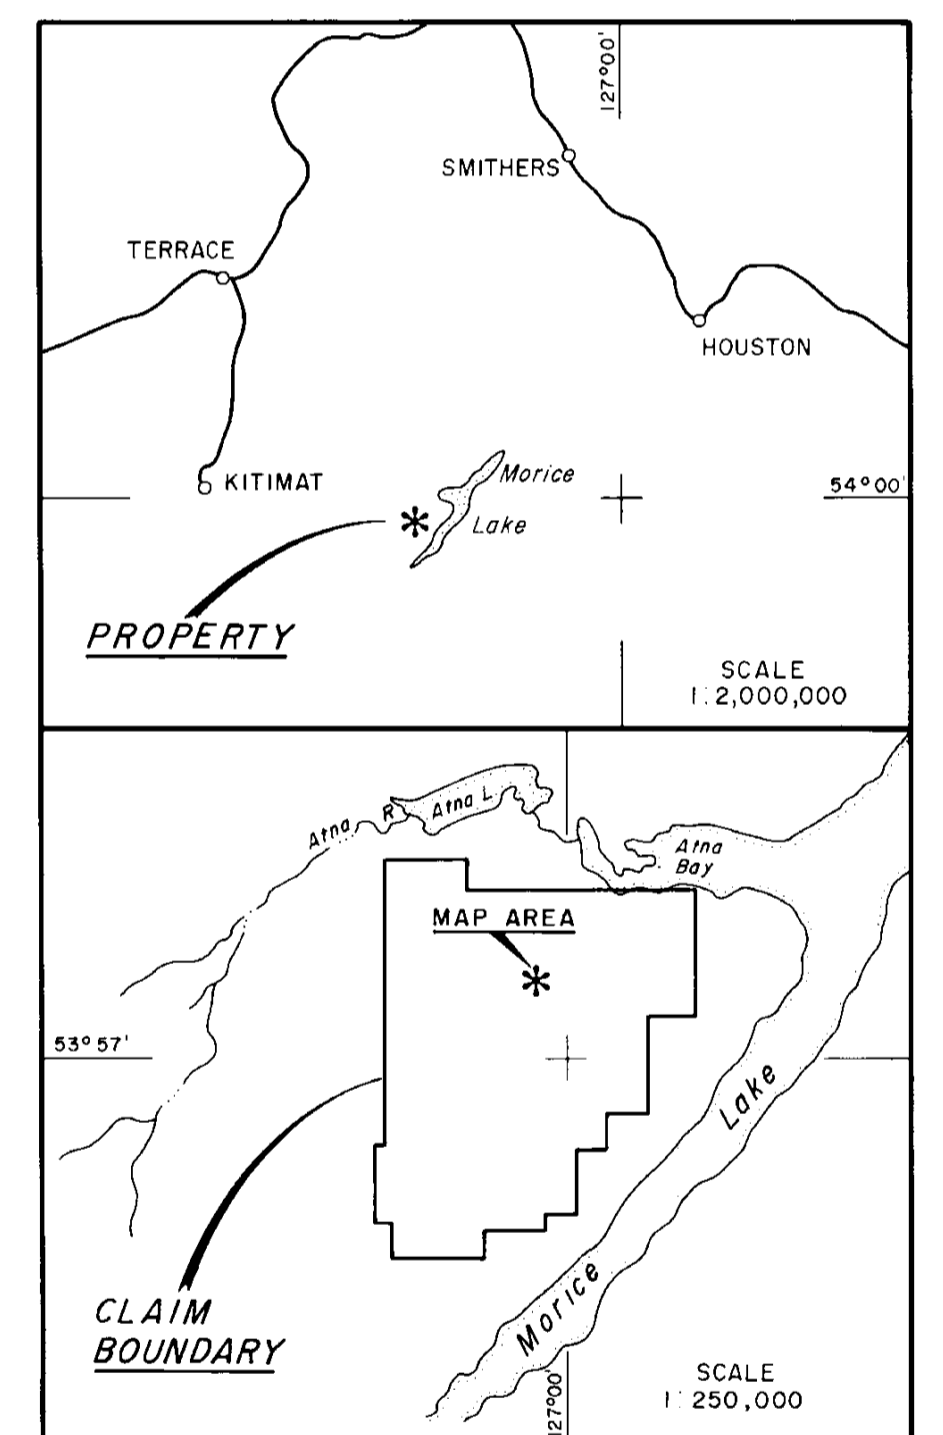 127°00'
SMITHERS
TERRACE
HOUSTON
KITIMAT
Morice
Lake
54°00'
PROPERTY
SCALE
1:2,000,000
Atna R
Atna L
Atna
Bay
MAP AREA
53°57'
Lake
Morice
CLAIM
BOUNDARY
SCALE
1:250,000
127°00'